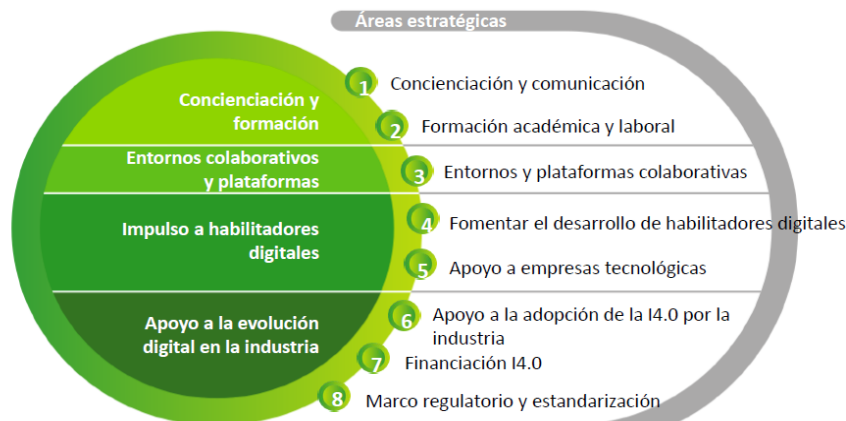 Áreas estratégicas
Concienciación y
formación
1 Concienciación y comunicación
2 Formación académica y laboral
Entornos colaborativos
y plataformas
3 Entornos y plataformas colaborativas
Impulso a habilitadores
digitales
4 Fomentar el desarrollo de habilitadores digitales
5 Apoyo a empresas tecnológicas
Apoyo a la evolución
digital en la industria
6 Apoyo a la adopción de la I4.0 por la
industria
7 Financiación I4.0
8 Marco regulatorio y estandarización